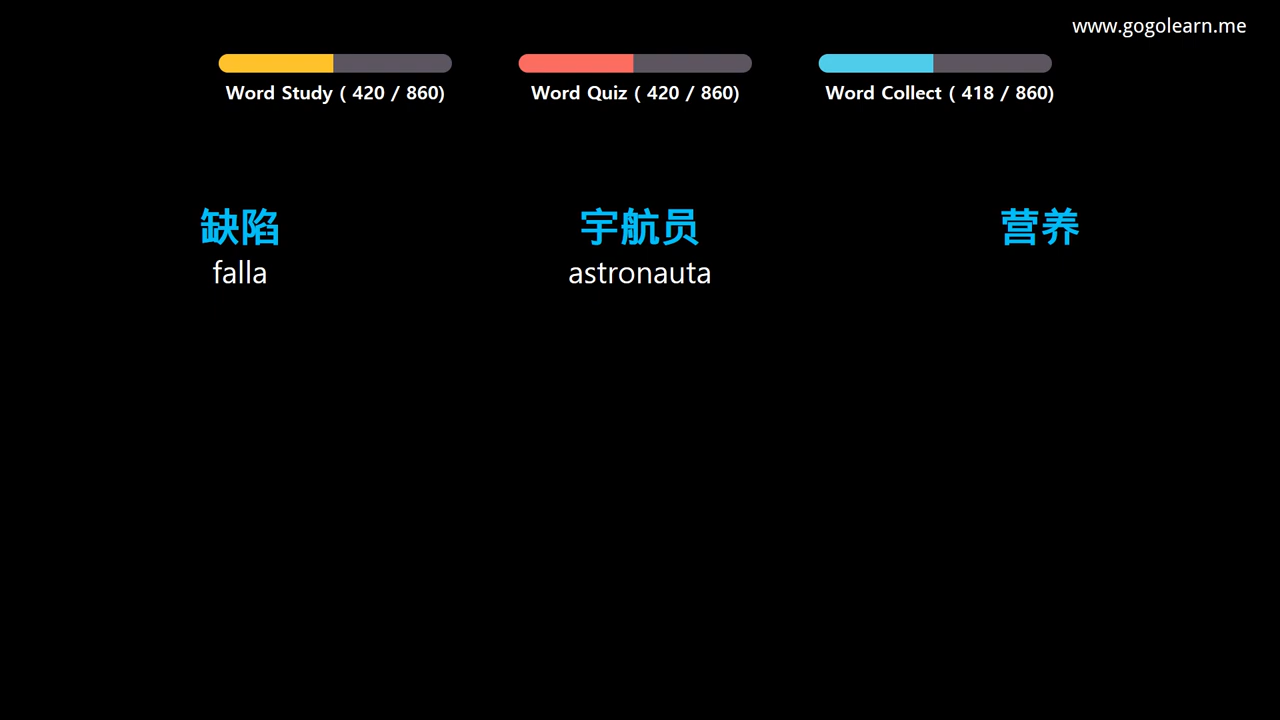 www.gogolearn.me
Word Study ( 420 / 860)
Word Quiz ( 420 / 860)
Word Collect ( 418 / 860)
缺陷
falla
宇航员
astronauta
营养